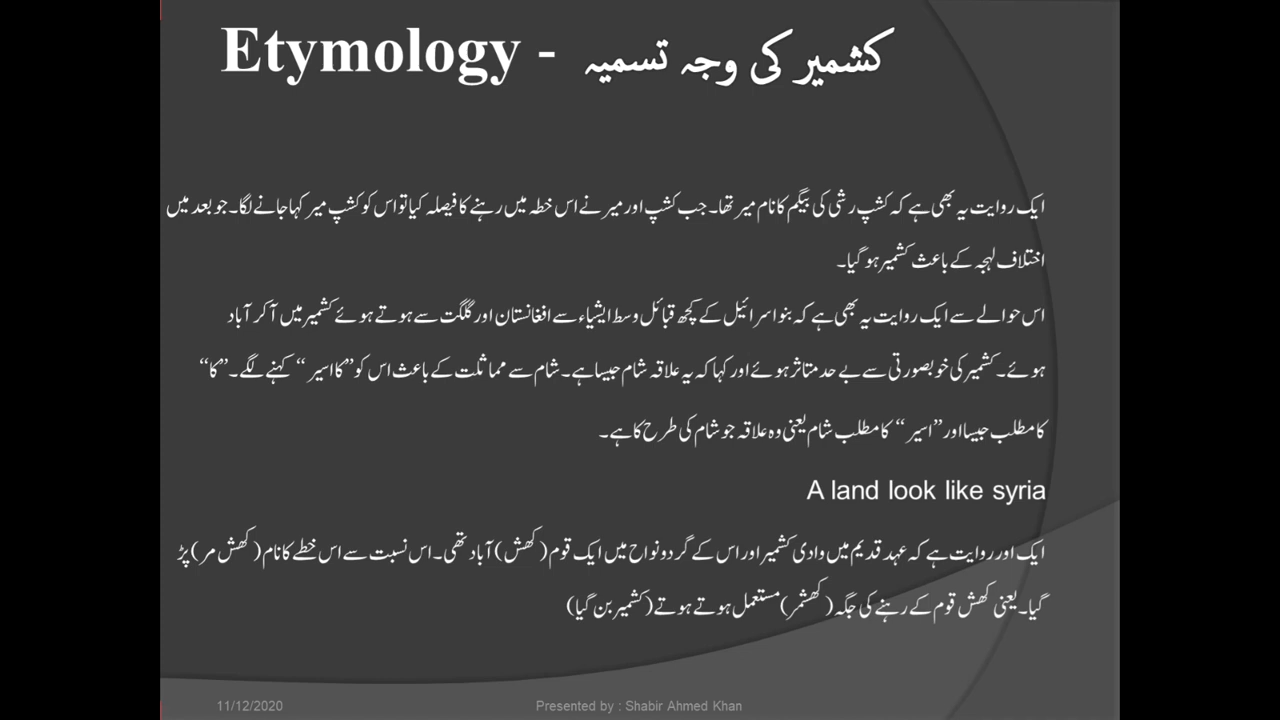 کشمیر کی وجہ تسمیہ - Etymology
ایک روایت یہ بھی ہے کہ کشپ رشی کی بیگم کا نام میر تھا۔ جب کشپ اور میر نے اس خطہ میں رہنے کا فیصلہ کیا تو اس کو کشپ میر کہا جانے لگا۔ جو بعد میں
اختلاف لہجہ کے باعث کشمیر ہو گیا۔
اس حوالے سے ایک روایت یہ بھی ہے کہ بنو اسرائیل کے کچھ قبائل وسط ایشیاء سے افغانستان اور گلگت سے ہوتے ہوئے کشمیر میں آ کر آباد
ہوئے۔ کشمیر کی خوبصورتی سے بے حد متاثر ہوئے اور کہا کہ یہ علاقہ شام جیسا ہے۔ شام سے مماثلت کے باعث اس کو ”کا اسیر“ کہنے لگے۔ ”کا“
کا مطلب جیسا اور ”اسیر“ کا مطلب شام یعنی وہ علاقہ جو شام کی طرح کا ہے۔
A land look like syria
ایک اور روایت ہے کہ عہد قدیم میں وادی کشمیر اور اس کے گردونواح میں ایک قوم (کھش) آباد تھی۔ اس نسبت سے اس خطے کا نام (کھش مر) پڑ
گیا۔ یعنی کھش قوم کے رہنے کی جگہ (کھشمر) مستعمل ہوتے ہوتے (کشمیر بن گیا)
11/12/2020
Presented by : Shabir Ahmed Khan